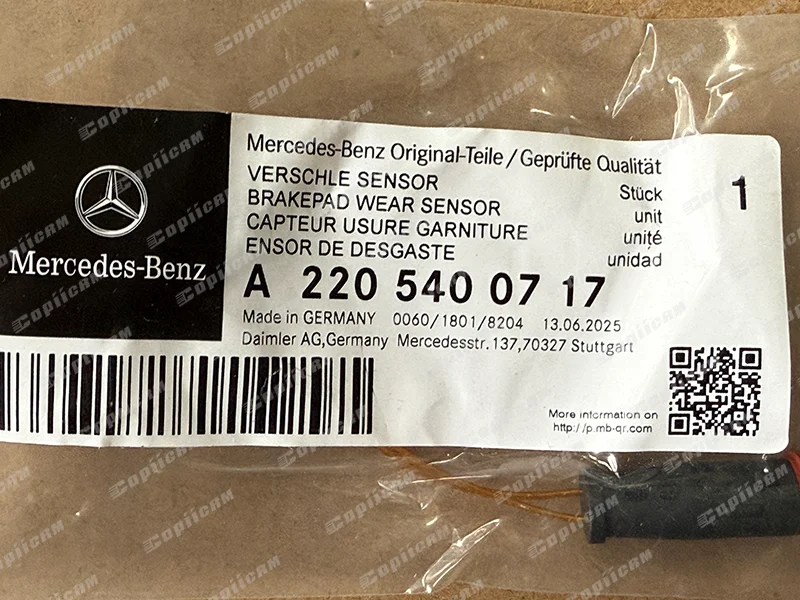 Mercedes-Benz
Mercedes-Benz Original-Teile / Geprüfte Qualität
VERSCHLE SENSOR
BRAKEPAD WEAR SENSOR
CAPTEUR USURE GARNITURE
ENSOR DE DESGASTE
Stück
unit
unité
unidad
1
A 220 540 07 17
Made in GERMANY 0060/1801/8204 13.06.2025
Daimler AG,Germany Mercedesstr.137,70327 Stuttgart
More information on
http://p.mb-qr.com
Copiicam